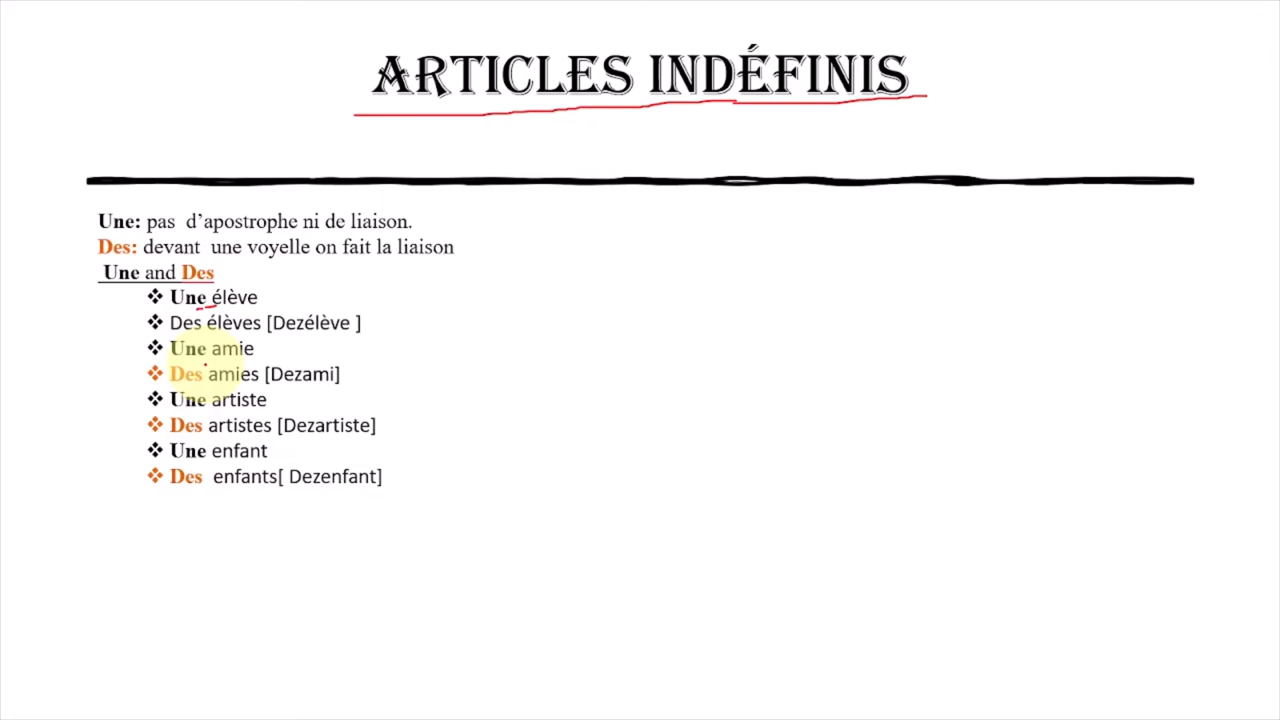 ARTICLES INDÉFINIS
Une: pas d’apostrophe ni de liaison.
Des: devant une voyelle on fait la liaison
Une and Des
❖ Une élève
❖ Des élèves [Dezélève ]
❖ Une amie
❖ Des amies [Dezami]
❖ Une artiste
❖ Des artistes [Dezartiste]
❖ Une enfant
❖ Des enfants[ Dezenfant]